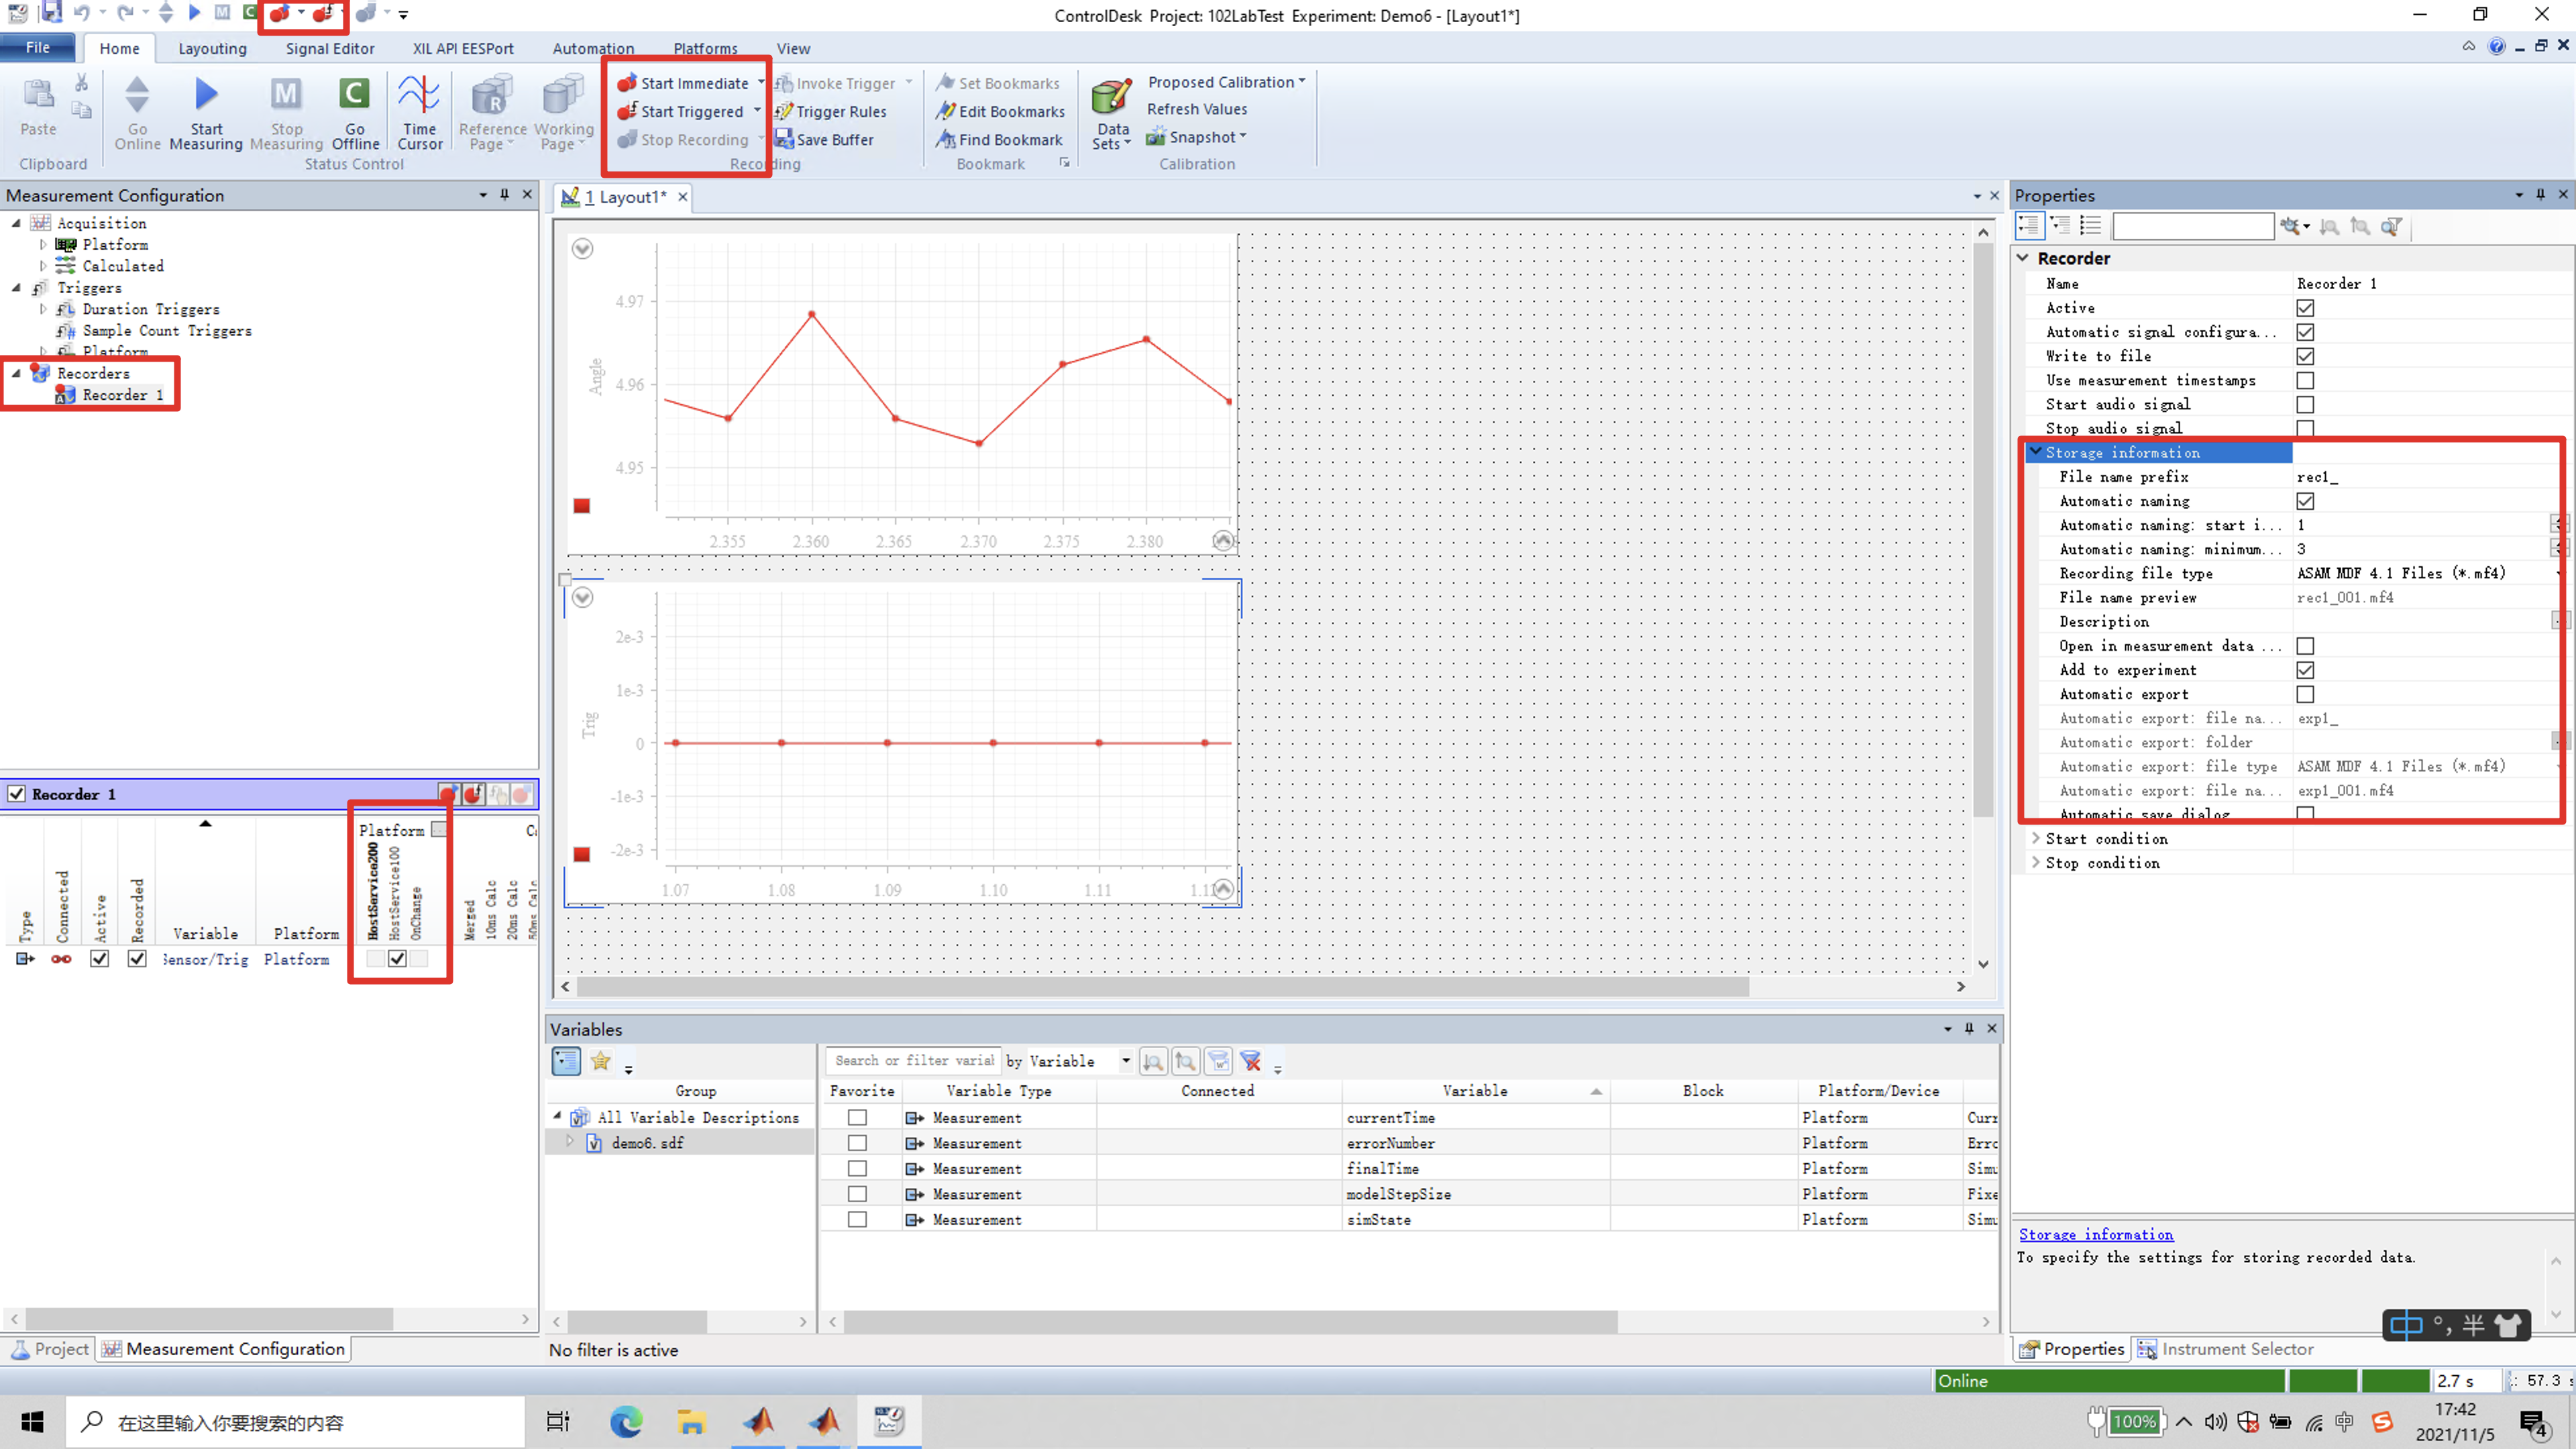 ControlDesk Project: 102LabTest Experiment: Demo6 - [Layout1*]
File Home Layouting Signal Editor XIL API EESPort Automation Platforms View
Paste
Clipboard
Go Online
Start Measuring
Stop Measuring
Go Offline
Status Control
Time Cursor
Reference Page
Working Page
Start Immediate
Start Triggered
Stop Recording
Invoke Trigger
Trigger Rules
Save Buffer
Recording
Set Bookmarks
Edit Bookmarks
Find Bookmark
Bookmark
Data Sets
Proposed Calibration
Refresh Values
Snapshot
Calibration
Measurement Configuration
Acquisition
Platform
Calculated
Triggers
Duration Triggers
Sample Count Triggers
Platform
Recorders
Recorder 1
Recorder 1
Platform
Type Connected Active Recorded Variable Platform HostService200 HostService100 OnChange Merged 10ms Calc 20ms Calc 50ms Calc
Sensor/Trig Platform
Project Measurement Configuration
1 Layout1*
Angle
4.97
4.96
4.95
2.355 2.360 2.365 2.370 2.375 2.380
Trig
2e-3
1e-3
0
-1e-3
-2e-3
1.07 1.08 1.09 1.10 1.11
Variables
Search or filter variab by Variable
Group
All Variable Descriptions
demo6.sdf
Favorite Variable Type Connected Variable Block Platform/Device
Measurement currentTime Platform Curr
Measurement errorNumber Platform Errc
Measurement finalTime Platform Simu
Measurement modelStepSize Platform Fixe
Measurement simState Platform Simu
No filter is active
Properties
Recorder
Name Recorder 1
Active
Automatic signal configura...
Write to file
Use measurement timestamps
Start audio signal
Stop audio signal
Storage information
File name prefix rec1_
Automatic naming
Automatic naming: start i... 1
Automatic naming: minimum... 3
Recording file type ASAM MDF 4.1 Files (*.mf4)
File name preview rec1_001.mf4
Description
Open in measurement data ...
Add to experiment
Automatic export
Automatic export: file na... exp1_
Automatic export: folder
Automatic export: file type ASAM MDF 4.1 Files (*.mf4)
Automatic export: file na... exp1_001.mf4
Automatic save dialog
Start condition
Stop condition
Storage information
To specify the settings for storing recorded data.
中 °, 半
Properties Instrument Selector
Online 2.7 s 57.3
在这里输入你要搜索的内容
100% 中 17:42
2021/11/5
4